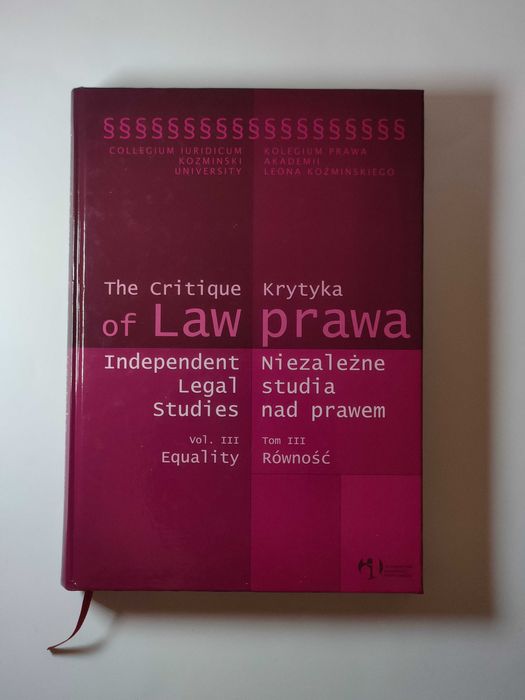 §§§§§§§§§§§§§§§§§§§
COLLEGIUM IURIDICUM
KOZMINSKI
UNIVERSITY
KOLEGIUM PRAWA
AKADEMII
LEONA KOŹMIŃSKIEGO
The Critique
of Law
Independent
Legal
Studies
Vol. III
Equality
Krytyka
prawa
Niezależne
studia
nad prawem
Tom III
Równość